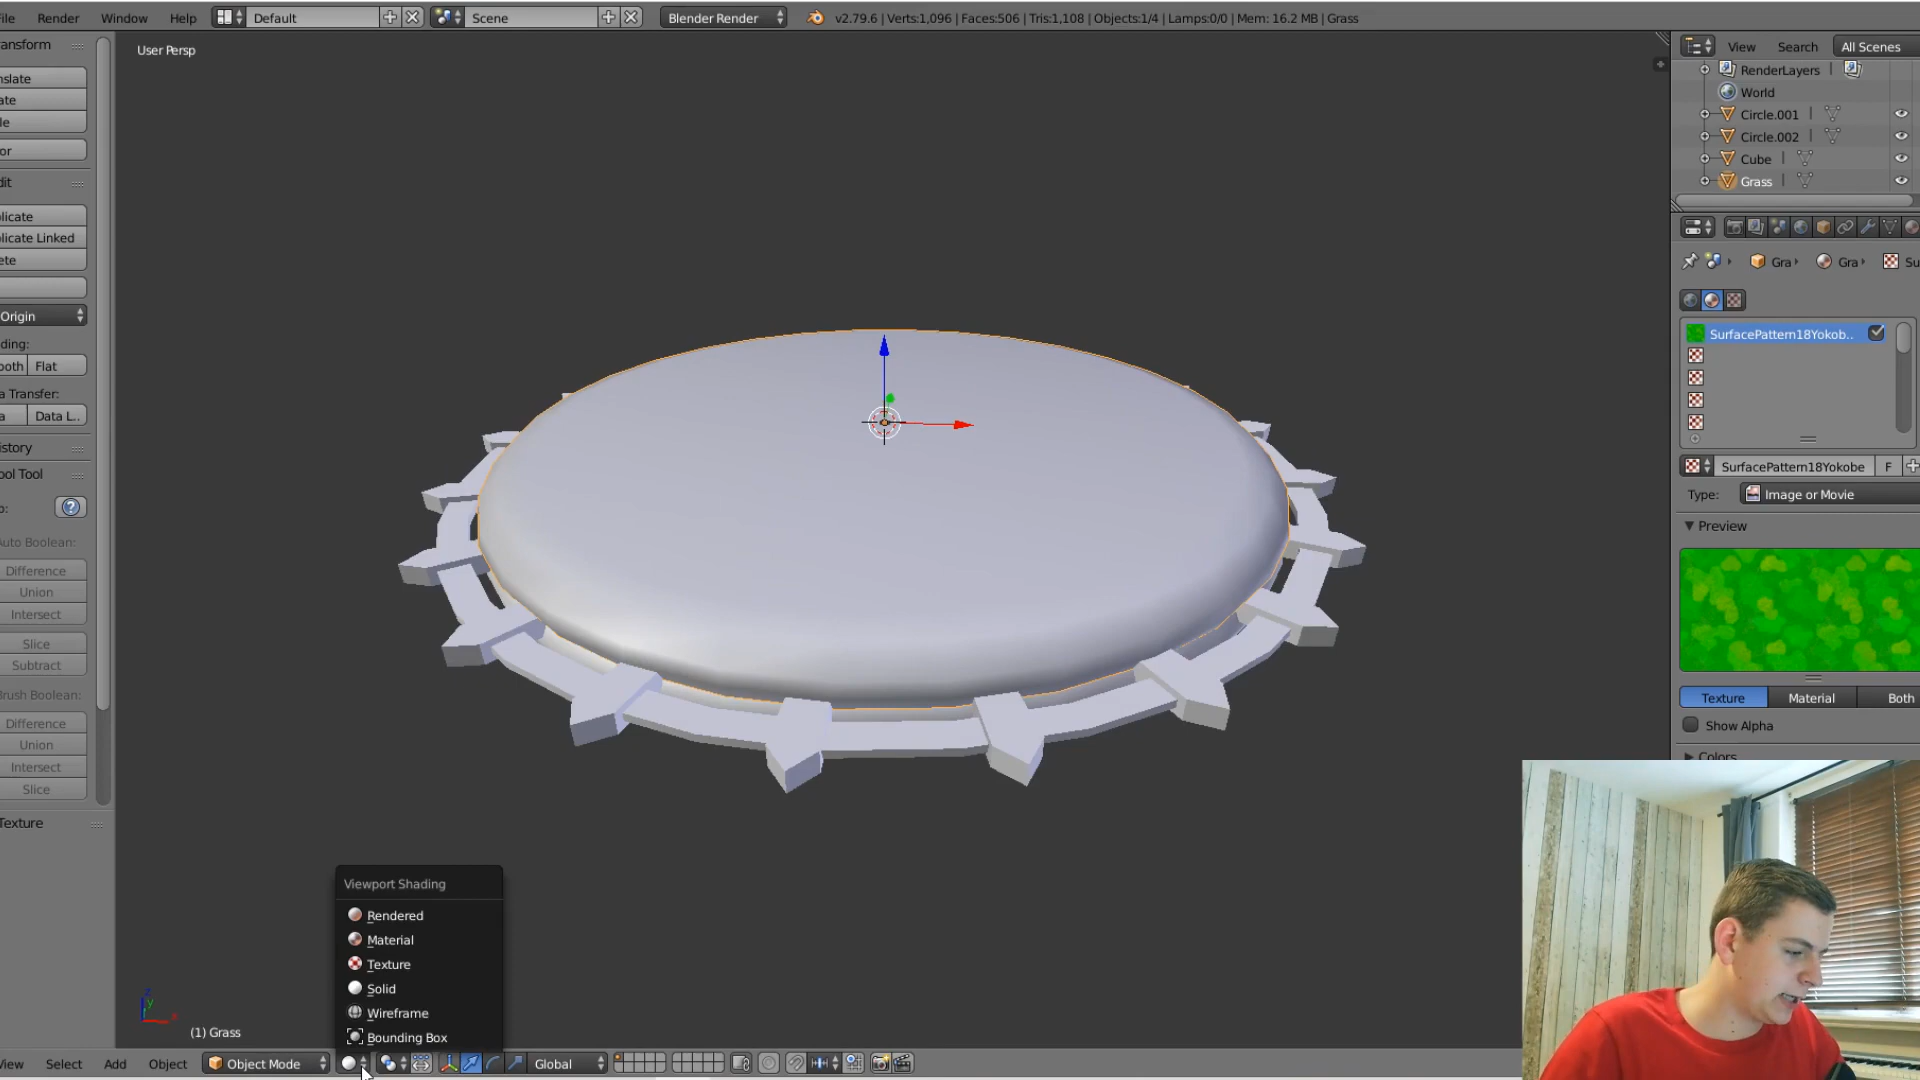 ile Render Window Help Default Scene Blender Render v2.79.6 | Verts:1,096 | Faces:506 | Tris:1,108 | Objects:1/4 | Lamps:0/0 | Mem: 16.2 MB | Grass
ansform
nslate
ate
le
or
dit
licate
licate Linked
ete
Origin
ding:
ooth Flat
a Transfer:
a Data L..
istory
ool Tool
o:
Auto Boolean:
Difference
Union
Intersect
Slice
Subtract
Brush Boolean:
Difference
Union
Intersect
Slice
Texture
User Persp
(1) Grass
Viewport Shading
Rendered
Material
Texture
Solid
Wireframe
Bounding Box
iew Select Add Object Object Mode Global
View Search All Scenes
RenderLayers
World
Circle.001
Circle.002
Cube
Grass
Gra Gra Su
SurfacePattern18Yokob..
SurfacePattern18Yokobe F
Type: Image or Movie
Preview
Texture Material Both
Show Alpha
Colors